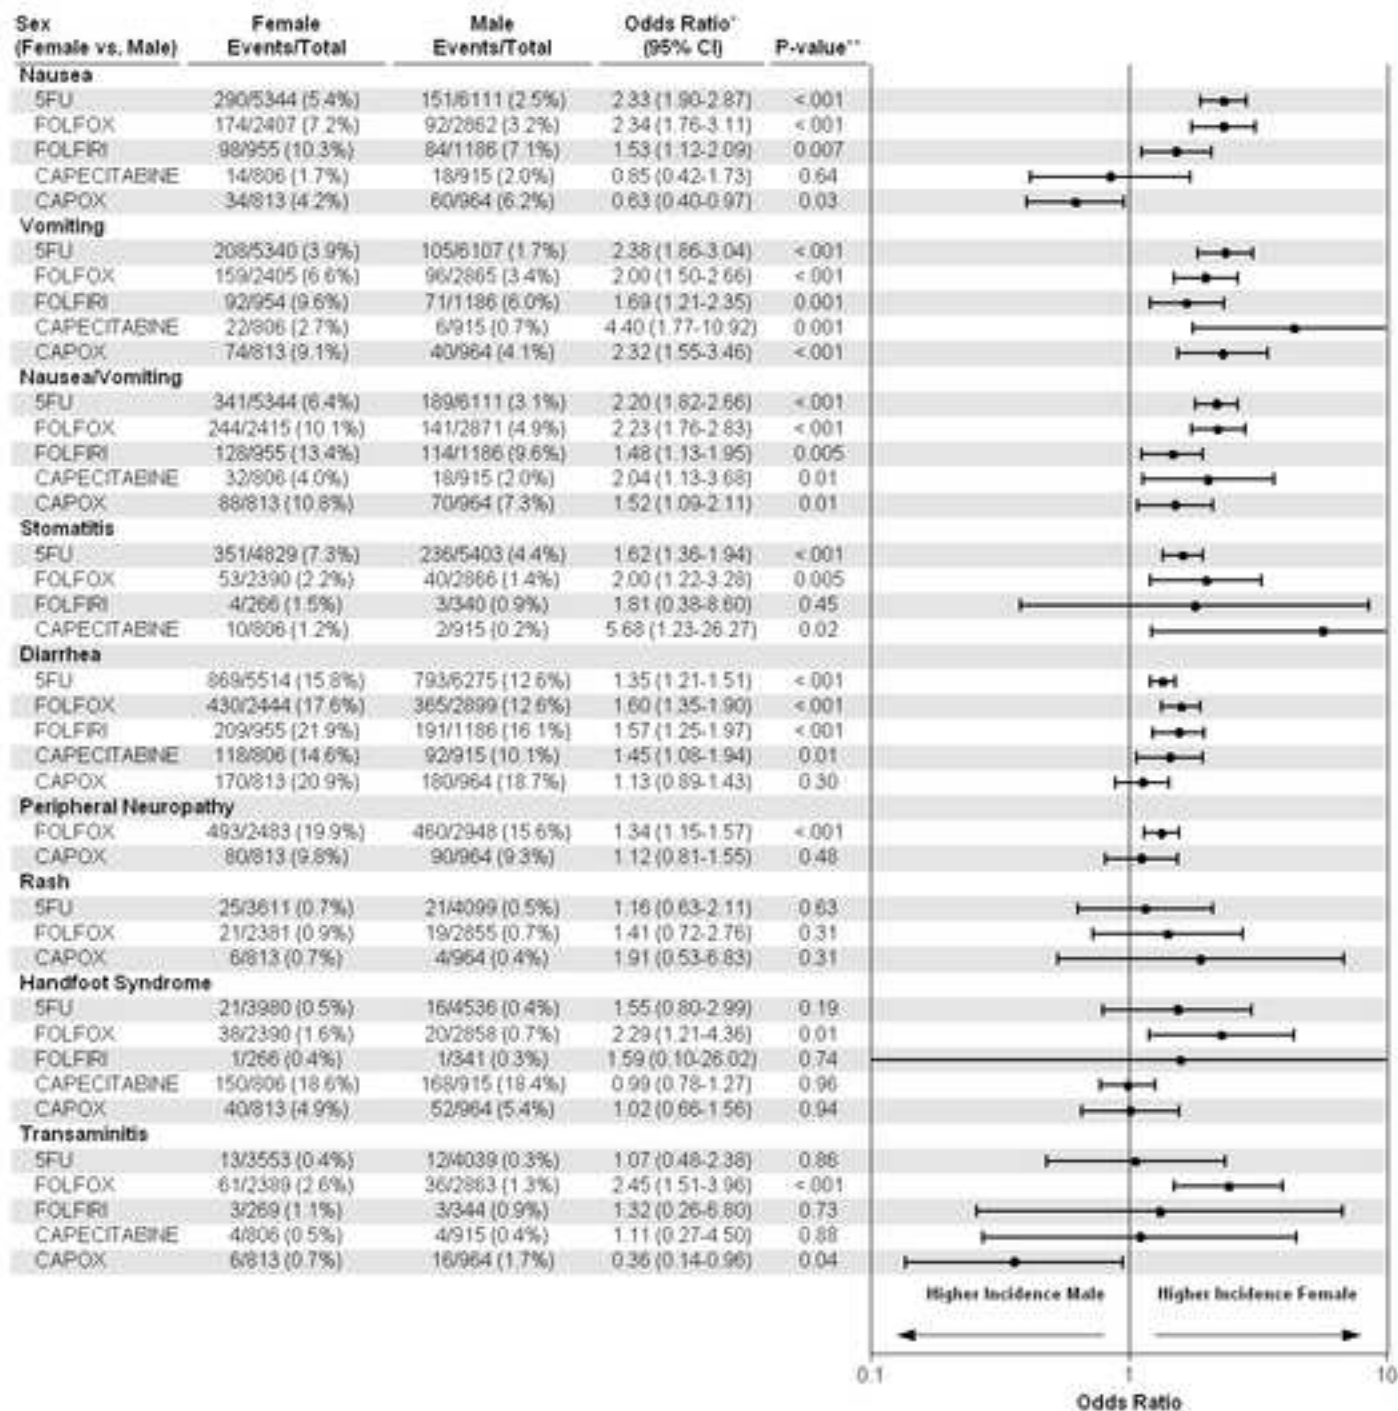 Sex Female Male Odds Ratio*
(Female vs. Male) Events/Total Events/Total (95% CI) P-value**
Nausea
5FU 290/5344 (5.4%) 151/6111 (2.5%) 2.33 (1.90-2.87) <.001
FOLFOX 174/2407 (7.2%) 92/2862 (3.2%) 2.34 (1.76-3.11) <.001
FOLFIRI 98/955 (10.3%) 84/1186 (7.1%) 1.53 (1.12-2.09) 0.007
CAPECITABINE 14/806 (1.7%) 18/915 (2.0%) 0.85 (0.42-1.73) 0.64
CAPOX 34/813 (4.2%) 60/964 (6.2%) 0.63 (0.40-0.97) 0.03
Vomiting
5FU 208/5340 (3.9%) 105/6107 (1.7%) 2.38 (1.86-3.04) <.001
FOLFOX 159/2405 (6.6%) 96/2865 (3.4%) 2.00 (1.50-2.66) <.001
FOLFIRI 92/954 (9.6%) 71/1186 (6.0%) 1.69 (1.21-2.35) 0.001
CAPECITABINE 22/806 (2.7%) 6/915 (0.7%) 4.40 (1.77-10.92) 0.001
CAPOX 74/813 (9.1%) 40/964 (4.1%) 2.32 (1.55-3.46) <.001
Nausea/Vomiting
5FU 341/5344 (6.4%) 189/6111 (3.1%) 2.20 (1.82-2.66) <.001
FOLFOX 244/2415 (10.1%) 141/2871 (4.9%) 2.23 (1.76-2.83) <.001
FOLFIRI 128/955 (13.4%) 114/1186 (9.6%) 1.48 (1.13-1.95) 0.005
CAPECITABINE 32/806 (4.0%) 18/915 (2.0%) 2.04 (1.13-3.68) 0.01
CAPOX 88/813 (10.8%) 70/964 (7.3%) 1.52 (1.09-2.11) 0.01
Stomatitis
5FU 351/4829 (7.3%) 236/5403 (4.4%) 1.62 (1.36-1.94) <.001
FOLFOX 53/2390 (2.2%) 40/2866 (1.4%) 2.00 (1.22-3.28) 0.005
FOLFIRI 4/266 (1.5%) 3/340 (0.9%) 1.81 (0.38-8.60) 0.45
CAPECITABINE 10/806 (1.2%) 2/915 (0.2%) 5.68 (1.23-26.27) 0.02
Diarrhea
5FU 869/5514 (15.8%) 793/6275 (12.6%) 1.35 (1.21-1.51) <.001
FOLFOX 430/2444 (17.6%) 365/2899 (12.6%) 1.60 (1.35-1.90) <.001
FOLFIRI 209/955 (21.9%) 191/1186 (16.1%) 1.57 (1.25-1.97) <.001
CAPECITABINE 118/806 (14.6%) 92/915 (10.1%) 1.45 (1.08-1.94) 0.01
CAPOX 170/813 (20.9%) 180/964 (18.7%) 1.13 (0.89-1.43) 0.30
Peripheral Neuropathy
FOLFOX 493/2483 (19.9%) 460/2948 (15.6%) 1.34 (1.15-1.57) <.001
CAPOX 80/813 (9.8%) 90/964 (9.3%) 1.12 (0.81-1.55) 0.48
Rash
5FU 25/3611 (0.7%) 21/4099 (0.5%) 1.16 (0.63-2.11) 0.63
FOLFOX 21/2381 (0.9%) 19/2855 (0.7%) 1.41 (0.72-2.76) 0.31
CAPOX 6/813 (0.7%) 4/964 (0.4%) 1.91 (0.53-6.83) 0.31
Handfoot Syndrome
5FU 21/3980 (0.5%) 16/4536 (0.4%) 1.55 (0.80-2.99) 0.19
FOLFOX 38/2390 (1.6%) 20/2858 (0.7%) 2.29 (1.21-4.36) 0.01
FOLFIRI 1/266 (0.4%) 1/341 (0.3%) 1.59 (0.10-26.02) 0.74
CAPECITABINE 150/806 (18.6%) 168/915 (18.4%) 0.99 (0.78-1.27) 0.96
CAPOX 40/813 (4.9%) 52/964 (5.4%) 1.02 (0.66-1.56) 0.94
Transaminitis
5FU 13/3553 (0.4%) 12/4039 (0.3%) 1.07 (0.48-2.38) 0.86
FOLFOX 61/2389 (2.6%) 36/2863 (1.3%) 2.45 (1.51-3.96) <.001
FOLFIRI 3/269 (1.1%) 3/344 (0.9%) 1.32 (0.26-6.80) 0.73
CAPECITABINE 4/806 (0.5%) 4/915 (0.4%) 1.11 (0.27-4.50) 0.88
CAPOX 6/813 (0.7%) 16/964 (1.7%) 0.36 (0.14-0.96) 0.04
Higher Incidence Male Higher Incidence Female
0.1 1 10
Odds Ratio